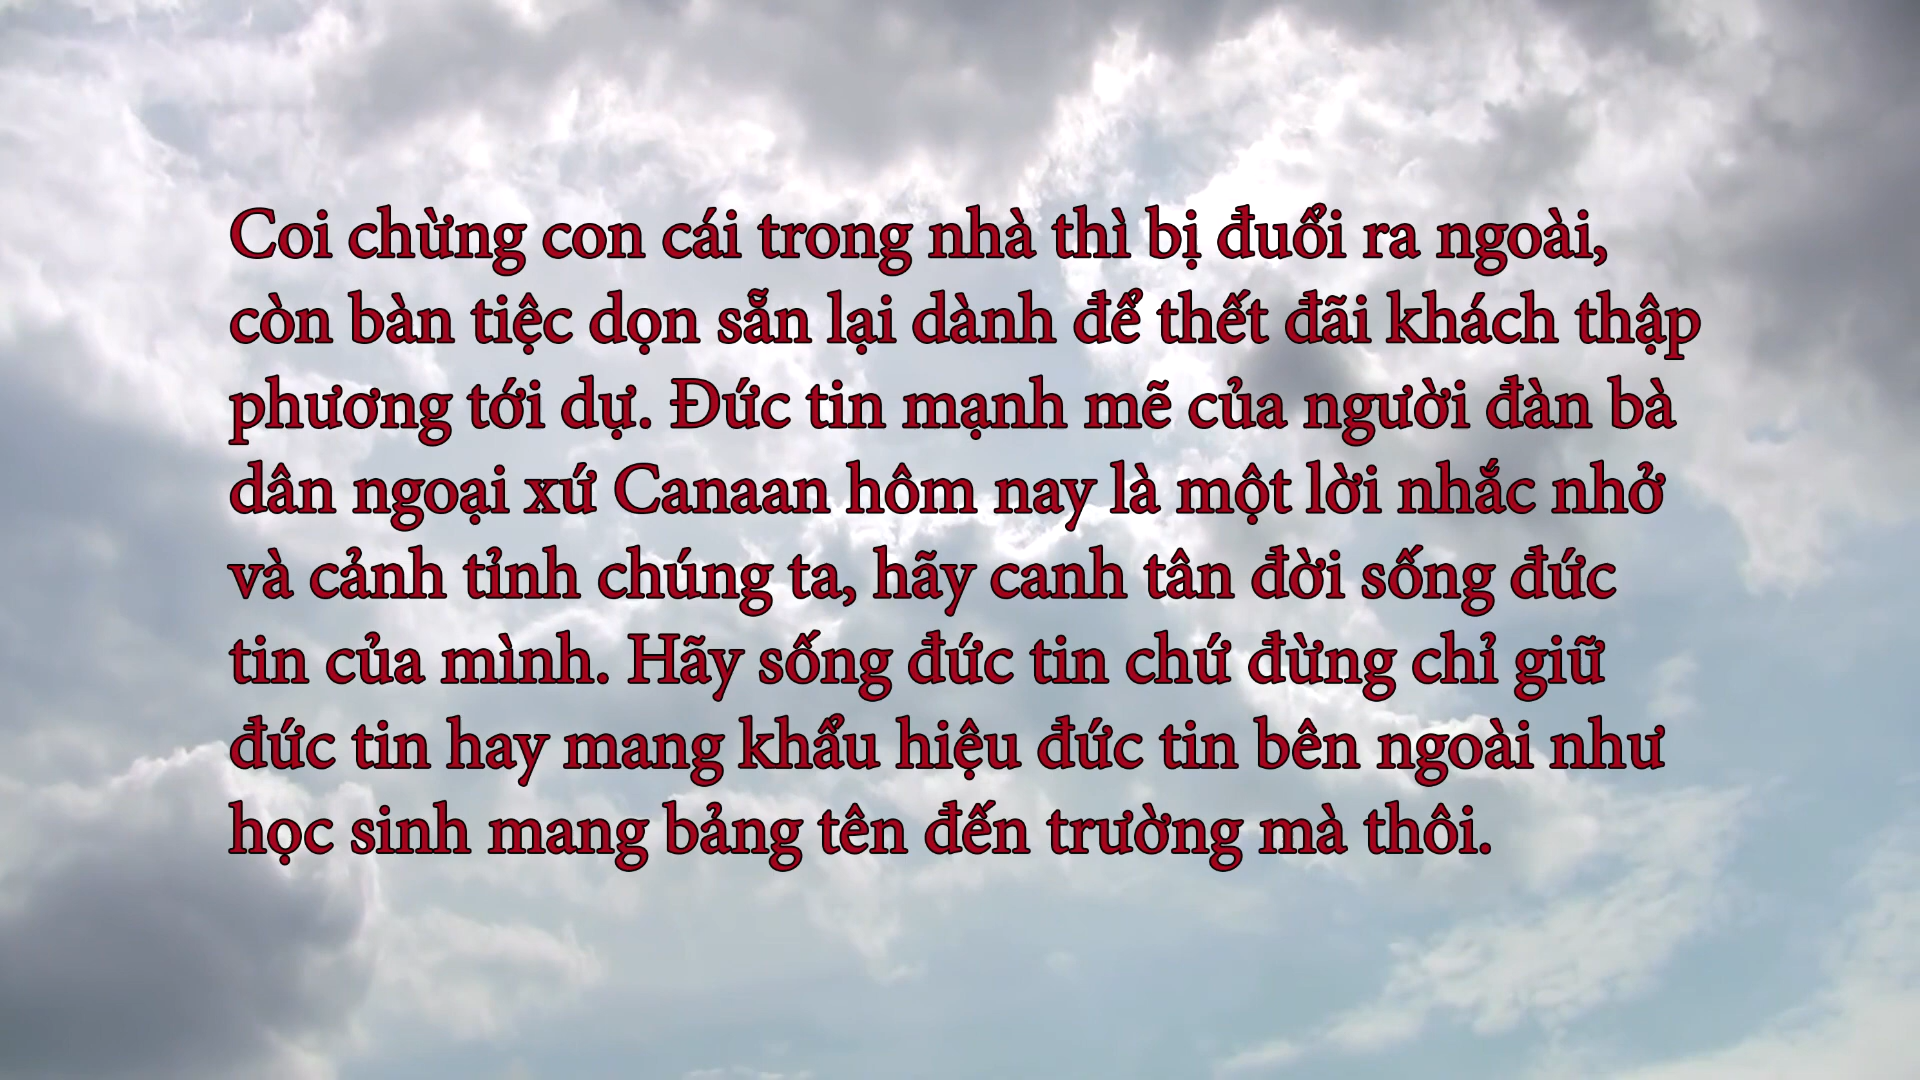 Coi chừng con cái trong nhà thì bị đuổi ra ngoài,
còn bàn tiệc dọn sẵn lại dành để thết đãi khách thập
phương tới dự. Đức tin mạnh mẽ của người đàn bà
dân ngoại xứ Canaan hôm nay là một lời nhắc nhở
và cảnh tỉnh chúng ta, hãy canh tân đời sống đức
tin của mình. Hãy sống đức tin chứ đừng chỉ giữ
đức tin hay mang khẩu hiệu đức tin bên ngoài như
học sinh mang bảng tên đến trường mà thôi.